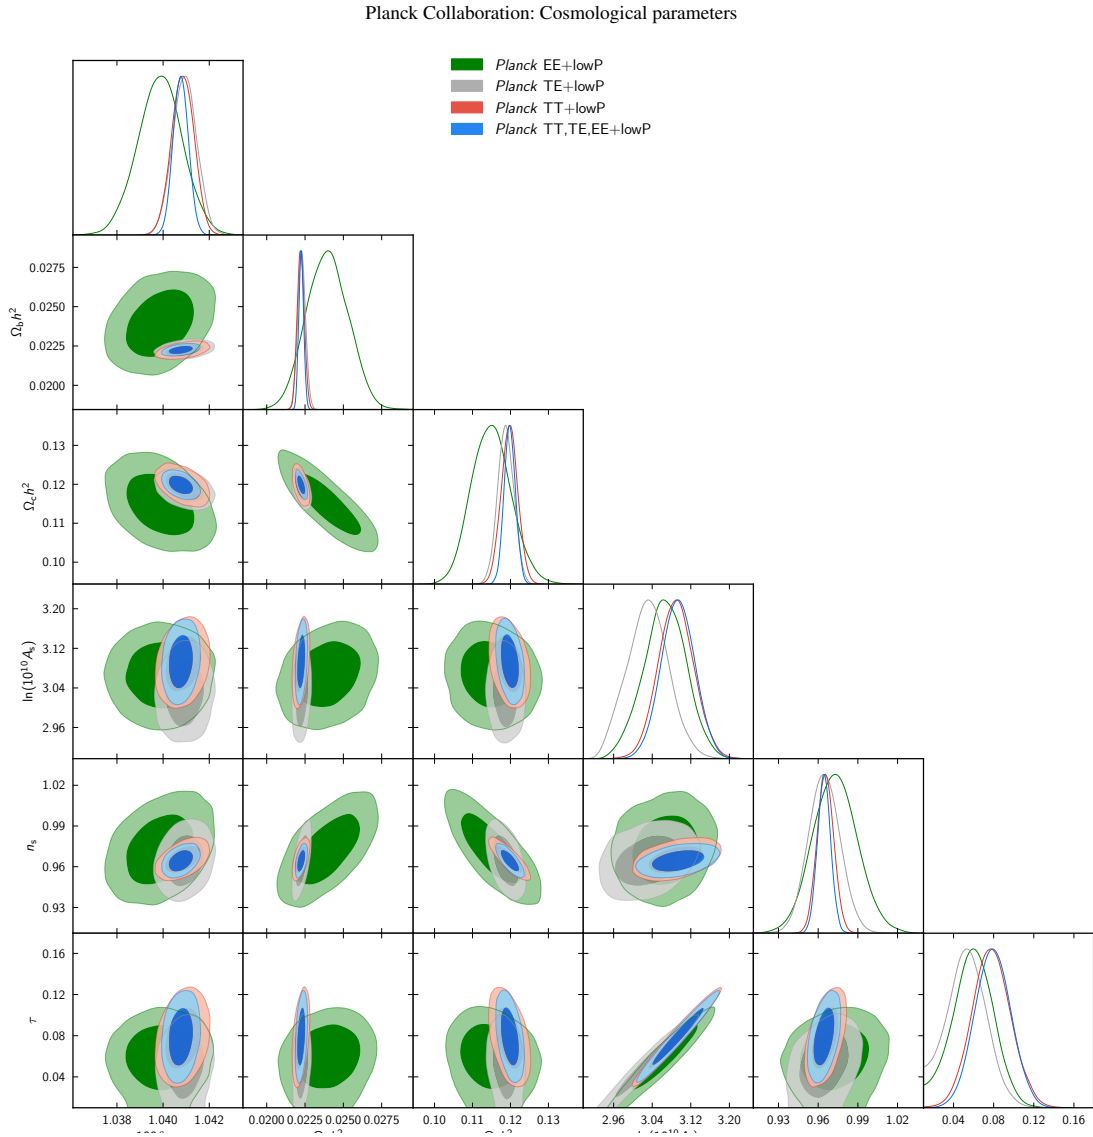 Planck Collaboration: Cosmological parameters
Planck EE+lowP
Planck TE+lowP
Planck TT+lowP
Planck TT,TE,EE+lowP
0.0275
0.0250
0.0225
0.0200
Ω_b h²
0.13
0.12
0.11
0.10
Ω_c h²
3.20
3.12
3.04
2.96
ln(10¹⁰ A_s)
1.02
0.99
0.96
0.93
n_s
0.16
0.12
0.08
0.04
τ
1.038 1.040 1.042
0.0200 0.0225 0.0250 0.0275
0.10 0.11 0.12 0.13
2.96 3.04 3.12 3.20
0.93 0.96 0.99 1.02
0.04 0.08 0.12 0.16